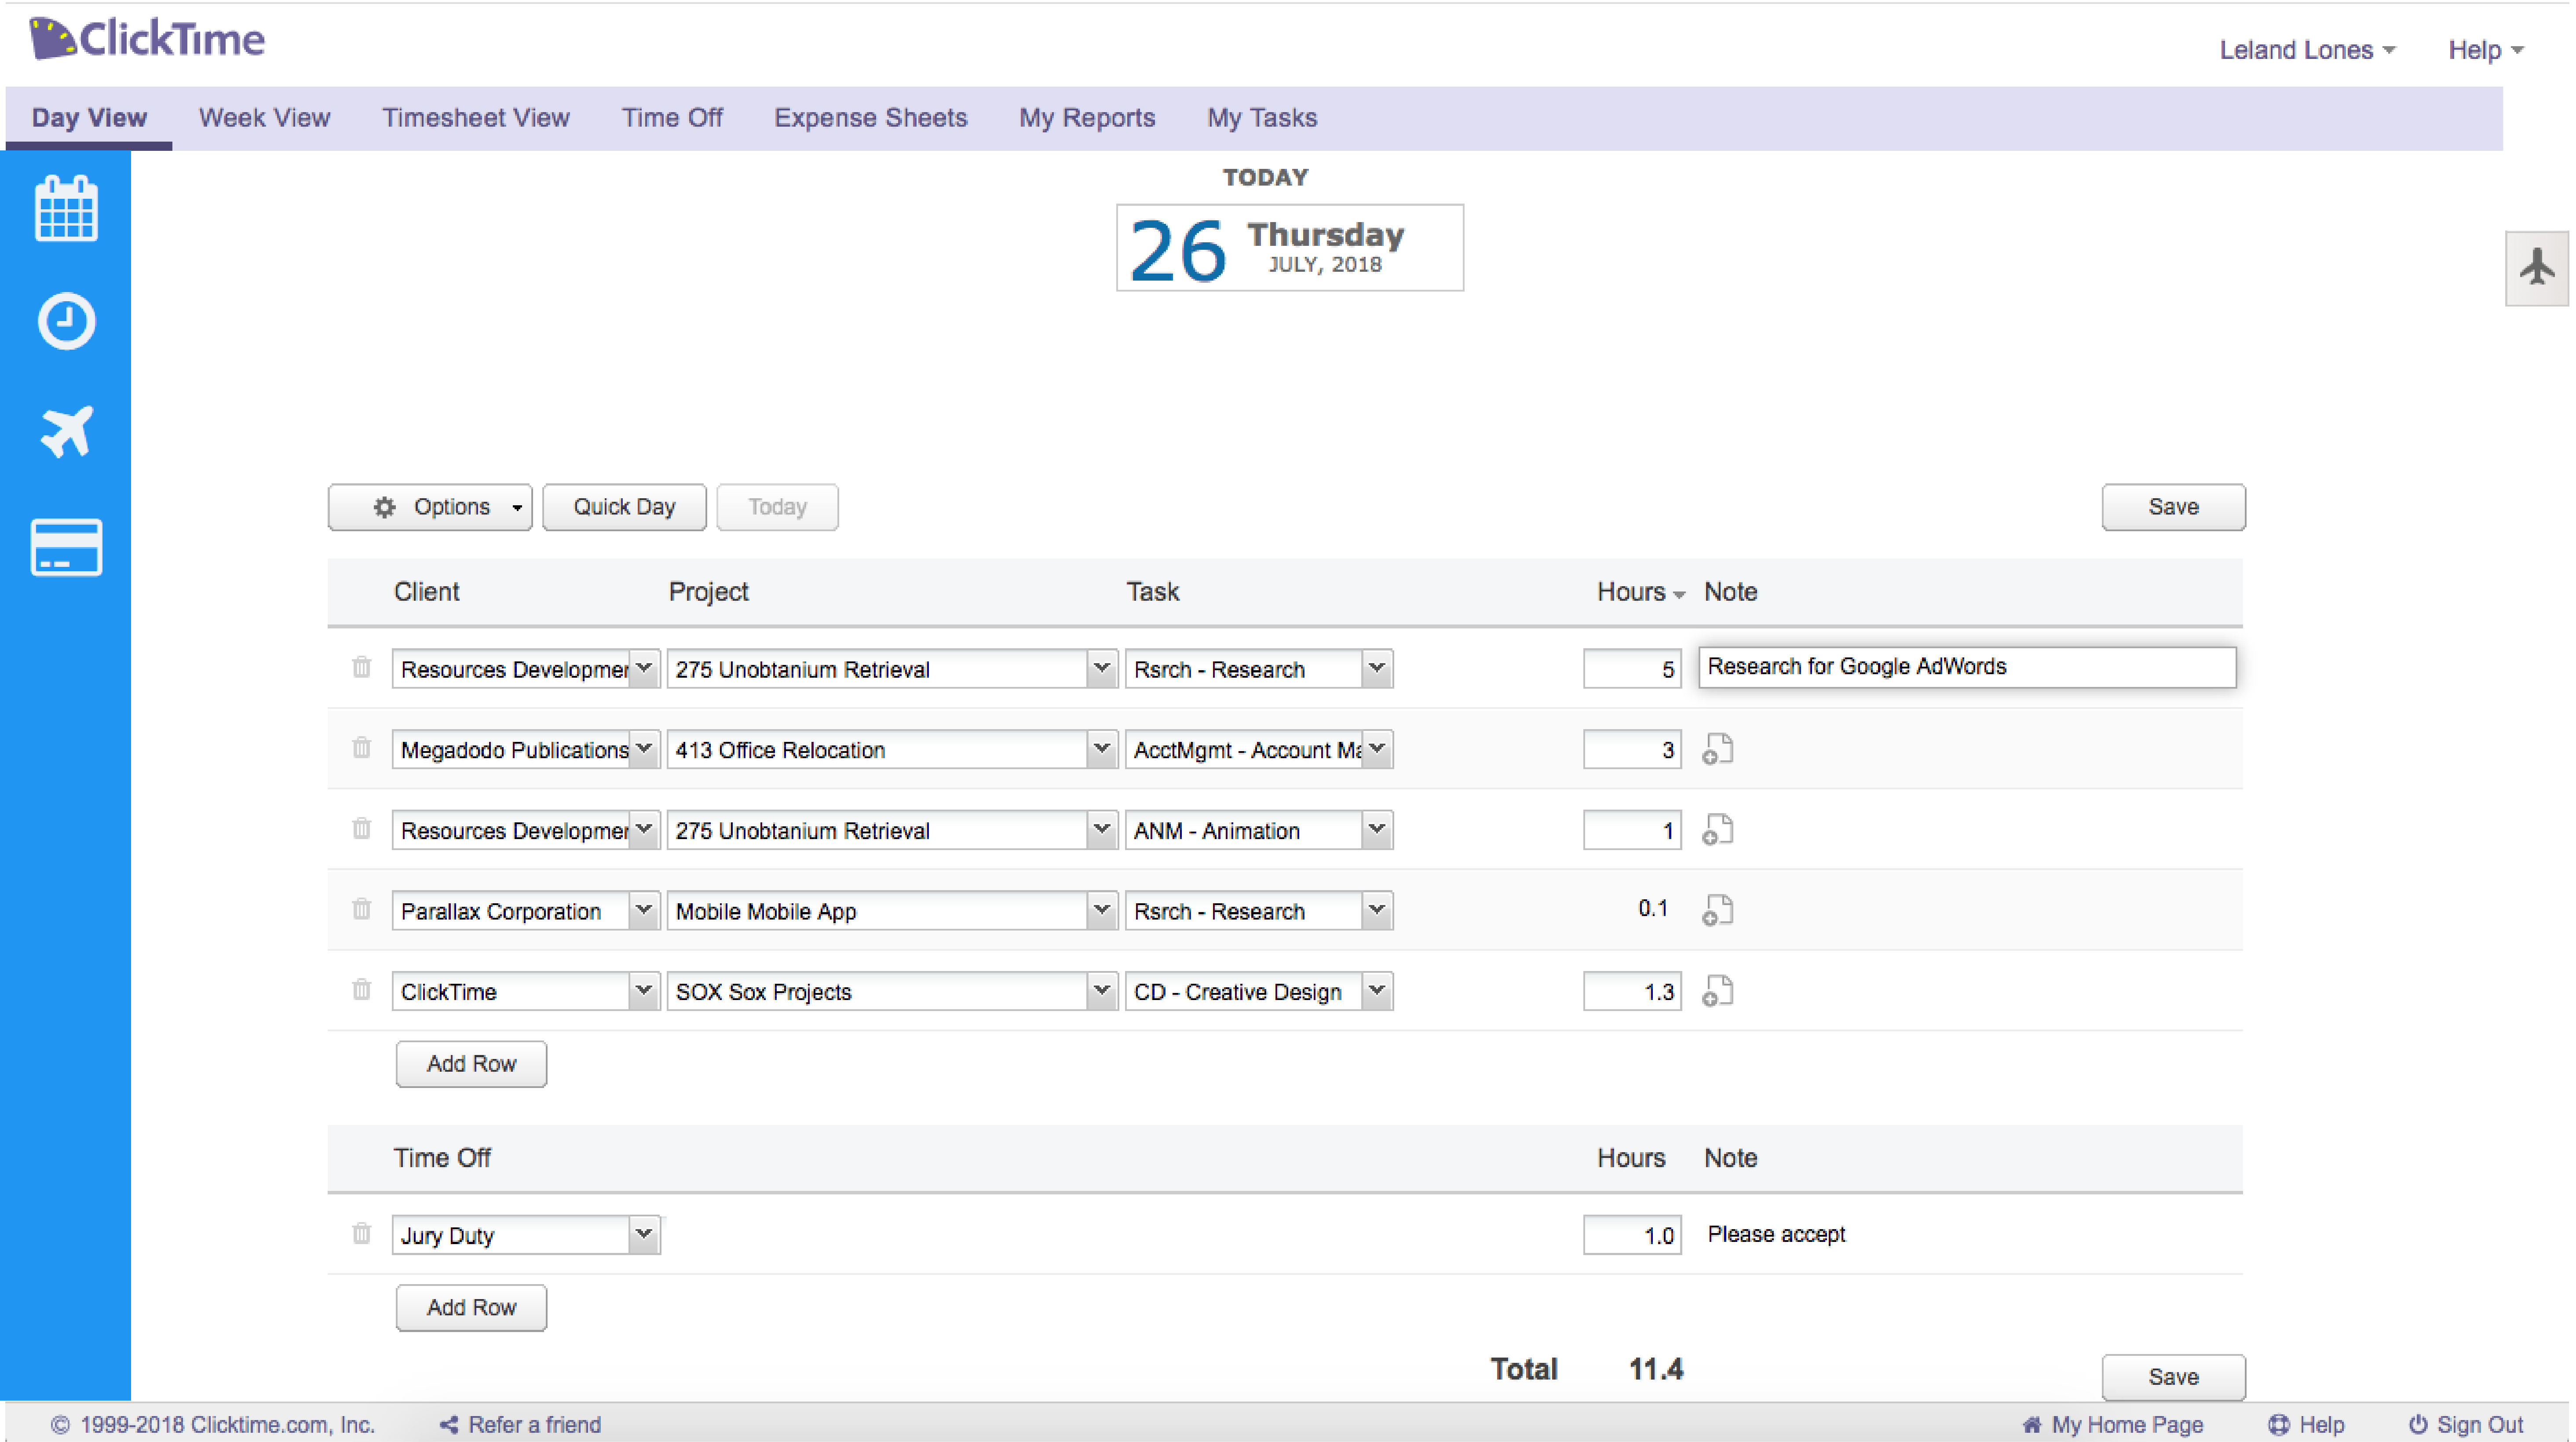 ClickTime
Leland Lones Help
Day View Week View Timesheet View Time Off Expense Sheets My Reports My Tasks
TODAY
26 Thursday
JULY, 2018
Options Quick Day Today Save
Client Project Task Hours Note
Resources Developmer 275 Unobtanium Retrieval Rsrch - Research 5 Research for Google AdWords
Megadodo Publications 413 Office Relocation AcctMgmt - Account Ma 3
Resources Developmer 275 Unobtanium Retrieval ANM - Animation 1
Parallax Corporation Mobile Mobile App Rsrch - Research 0.1
ClickTime SOX Sox Projects CD - Creative Design 1.3
Add Row
Time Off Hours Note
Jury Duty 1.0 Please accept
Add Row
Total 11.4
Save
© 1999-2018 Clicktime.com, Inc. Refer a friend My Home Page Help Sign Out